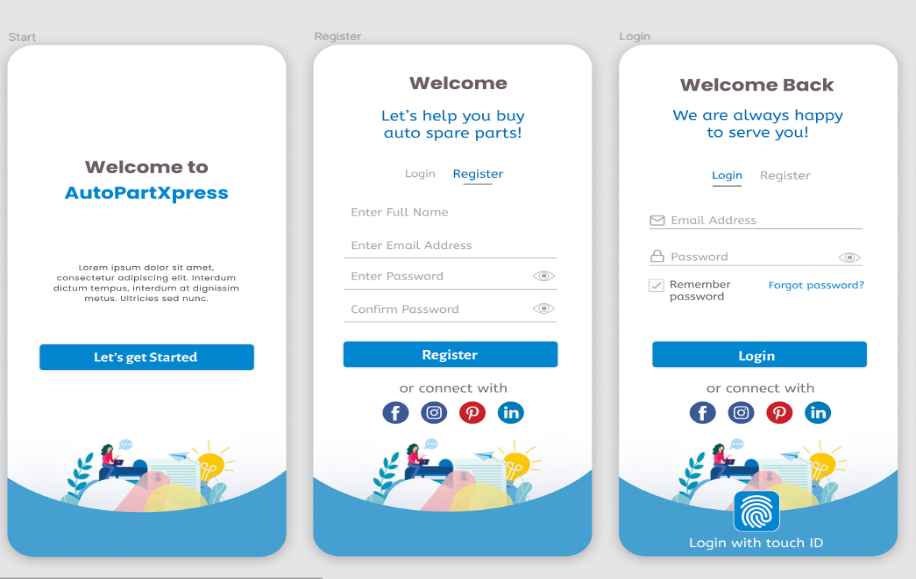 Start
Welcome to
AutoPartXpress
Lorem ipsum dolor sit amet,
consectetur adipiscing elit. Interdum
dictum tempus, interdum at dignissim
metus. Ultricies sed nunc.
Let's get Started
Register
Welcome
Let's help you buy
auto spare parts!
Login Register
Enter Full Name
Enter Email Address
Enter Password
Confirm Password
Register
or connect with
f in
Login
Welcome Back
We are always happy
to serve you!
Login Register
Email Address
Password
Remember
password
Forgot password?
Login
or connect with
f in
Login with touch ID